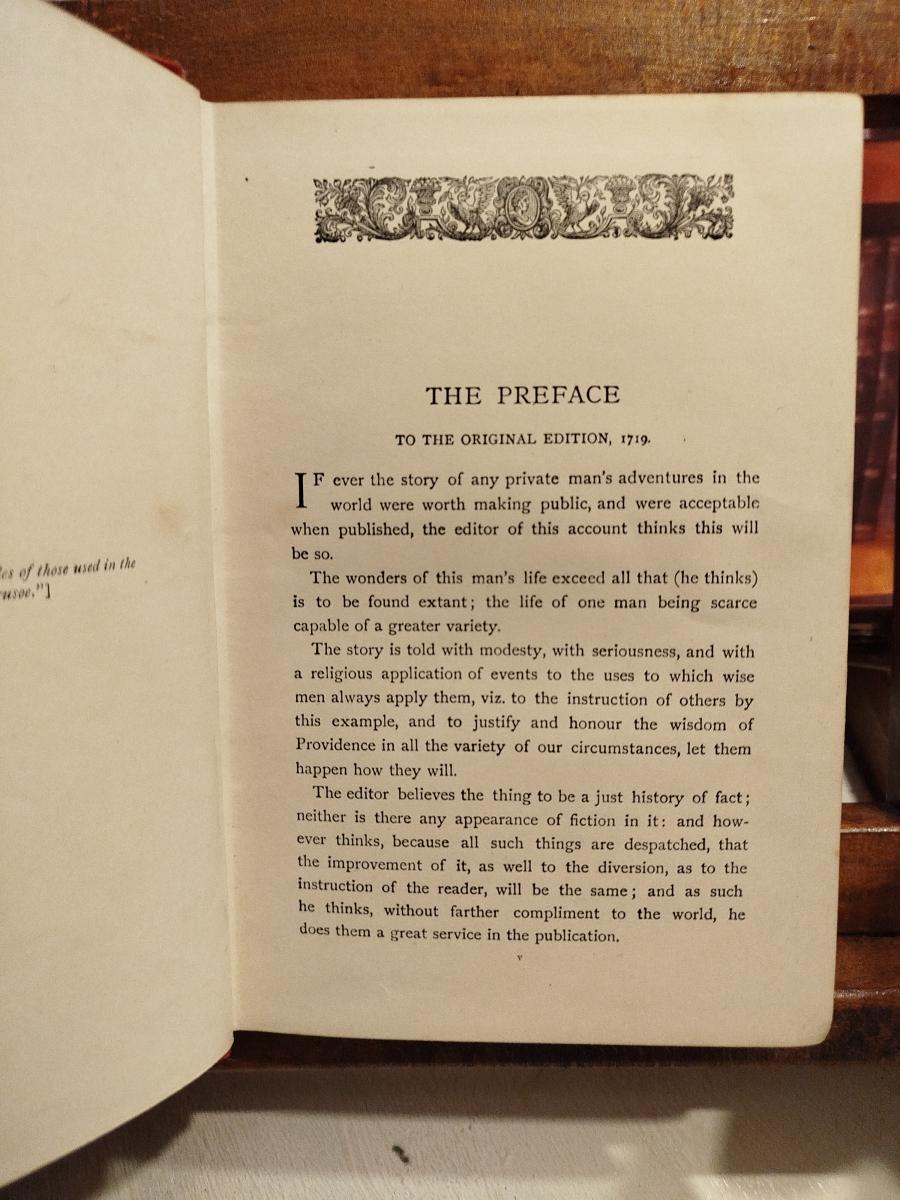 es of those used in the
usoe."]
THE PREFACE
TO THE ORIGINAL EDITION, 1719.
IF ever the story of any private man's adventures in the
world were worth making public, and were acceptable
when published, the editor of this account thinks this will
be so.
The wonders of this man's life exceed all that (he thinks)
is to be found extant; the life of one man being scarce
capable of a greater variety.
The story is told with modesty, with seriousness, and with
a religious application of events to the uses to which wise
men always apply them, viz. to the instruction of others by
this example, and to justify and honour the wisdom of
Providence in all the variety of our circumstances, let them
happen how they will.
The editor believes the thing to be a just history of fact;
neither is there any appearance of fiction in it: and how-
ever thinks, because all such things are despatched, that
the improvement of it, as well to the diversion, as to the
instruction of the reader, will be the same; and as such
he thinks, without farther compliment to the world, he
does them a great service in the publication.
v